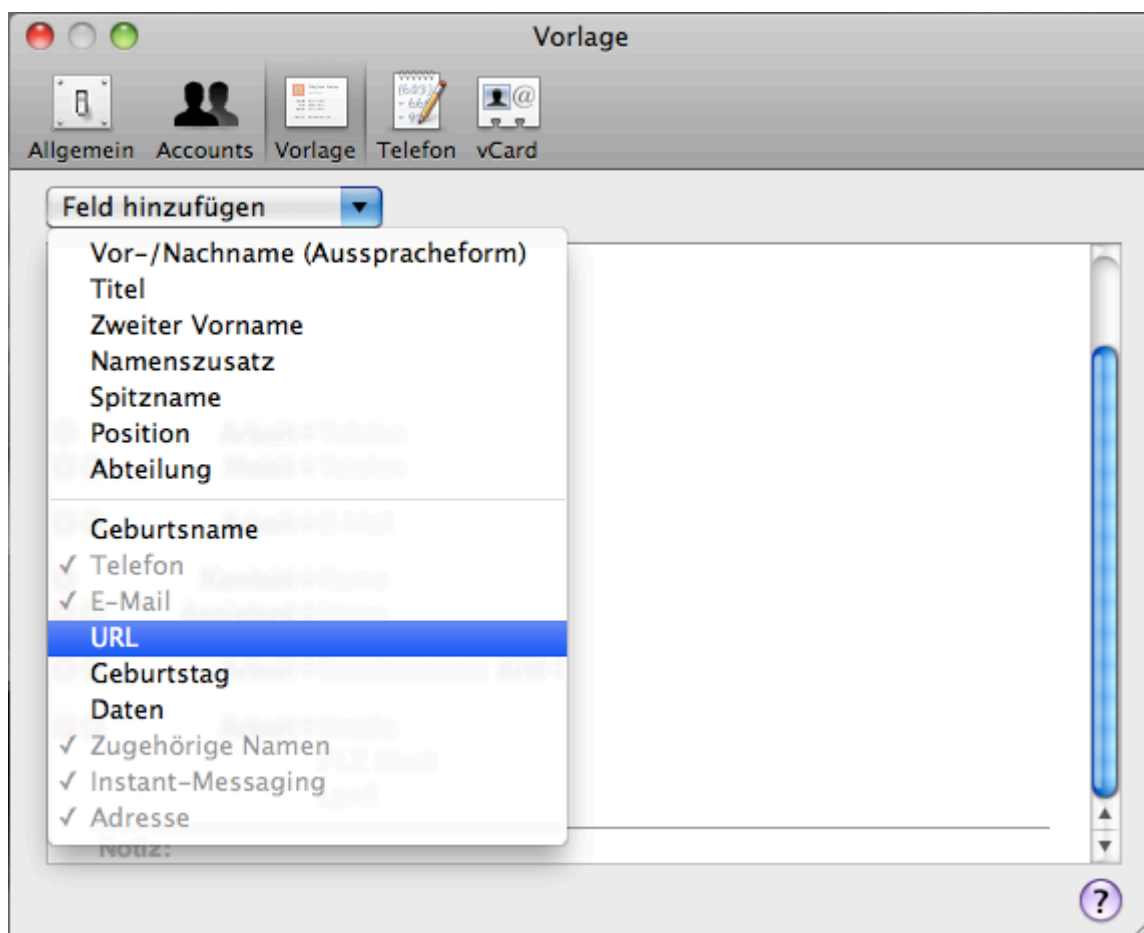 Vorlage
Allgemein Accounts Vorlage Telefon vCard
Feld hinzufügen
Vor-/Nachname (Ausspracheform)
Titel
Zweiter Vorname
Namenszusatz
Spitzname
Position
Abteilung
Geburtsname
✓ Telefon
✓ E-Mail
URL
Geburtstag
Daten
✓ Zugehörige Namen
✓ Instant-Messaging
✓ Adresse
Notiz:
?